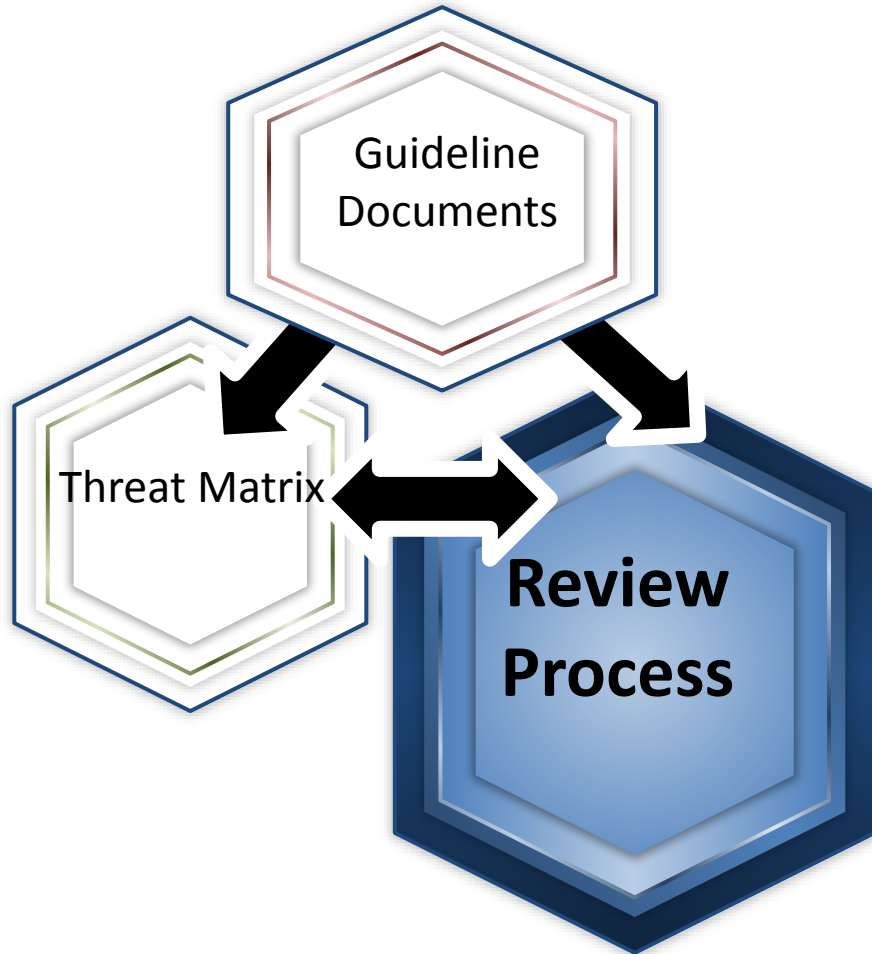 Guideline
Documents
Threat Matrix
Review
Process